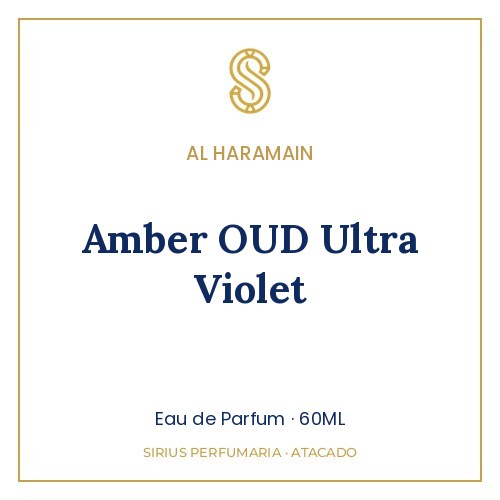 AL HARAMAIN
Amber OUD Ultra
Violet
Eau de Parfum · 60ML
SIRIUS PERFUMARIA · ATACADO